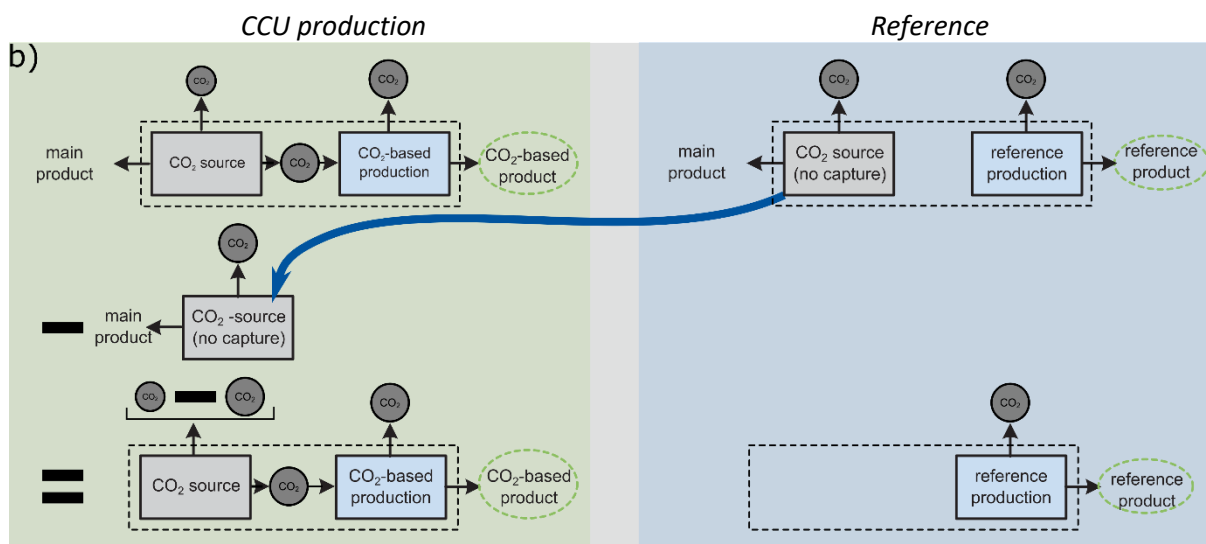 CCU production
Reference
b)
CO₂
CO₂
CO₂
CO₂
main
product
CO₂ source
CO₂
CO₂-based
production
CO₂-based
product
main
product
CO₂ source
(no capture)
reference
production
reference
product
CO₂
main
product
CO₂ -source
(no capture)
CO₂
CO₂
CO₂
CO₂
CO₂ source
CO₂
CO₂-based
production
CO₂-based
product
reference
production
reference
product